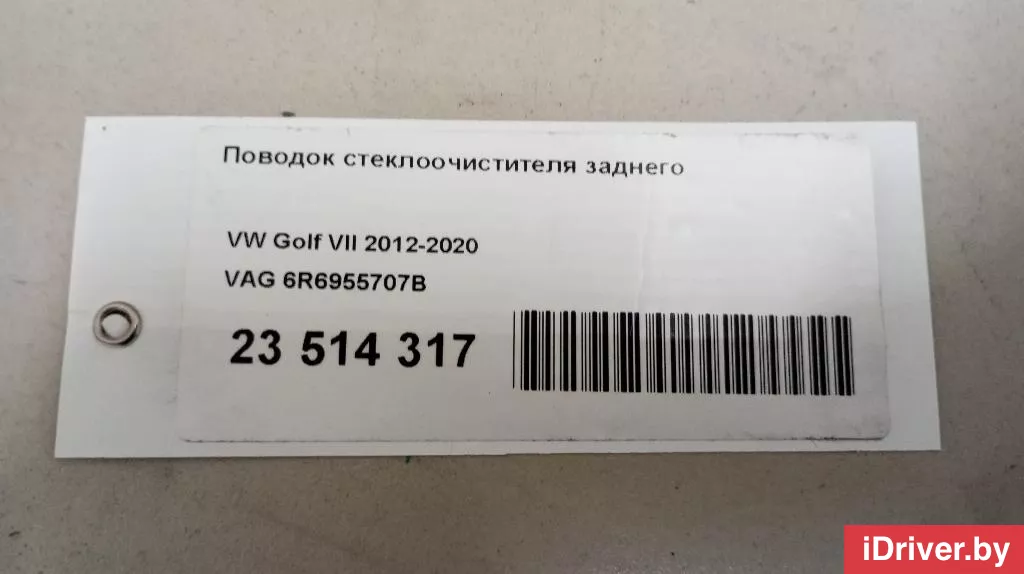 Поводок стеклоочистителя заднего
VW Golf VII 2012-2020
VAG 6R6955707B
23 514 317
iDriver.by